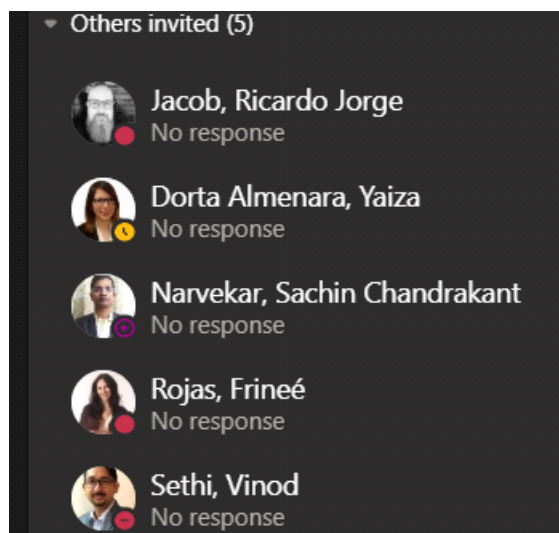 Others invited (5)
Jacob, Ricardo Jorge
No response
Dorta Almenara, Yaiza
No response
Narvekar, Sachin Chandrakant
No response
Rojas, Frineé
No response
Sethi, Vinod
No response